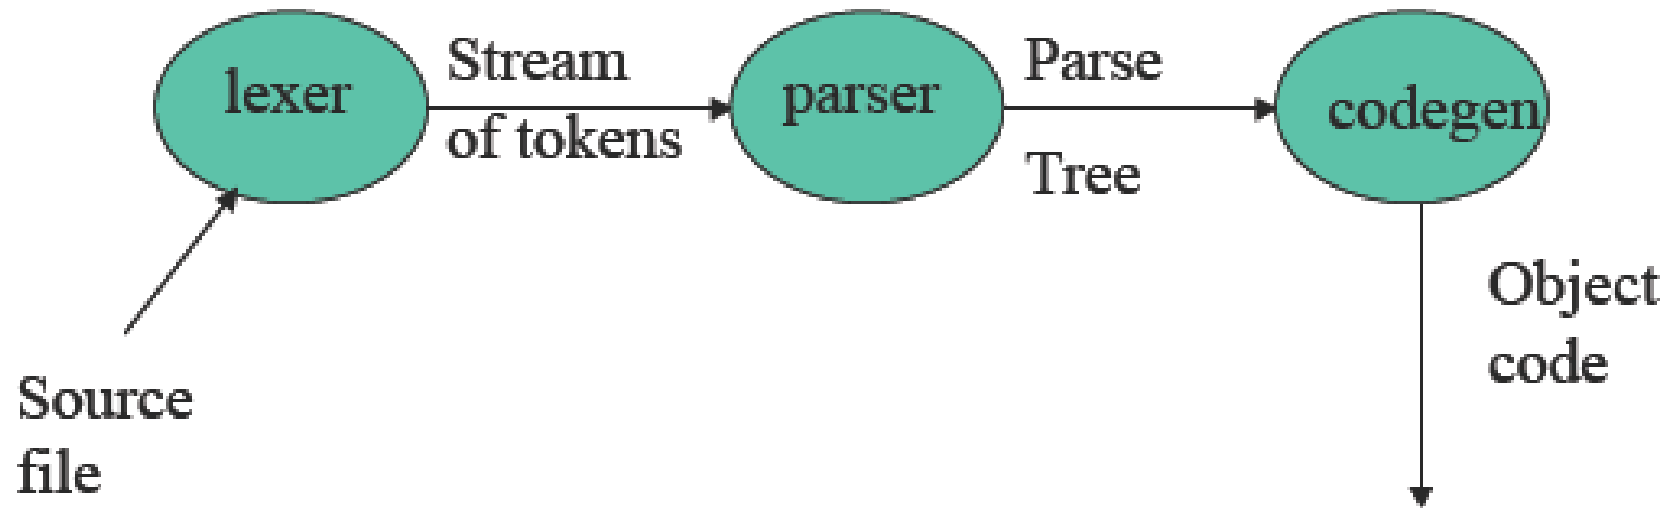 lexer
Stream
of tokens
parser
Parse
Tree
codegen
Source
file
Object
code